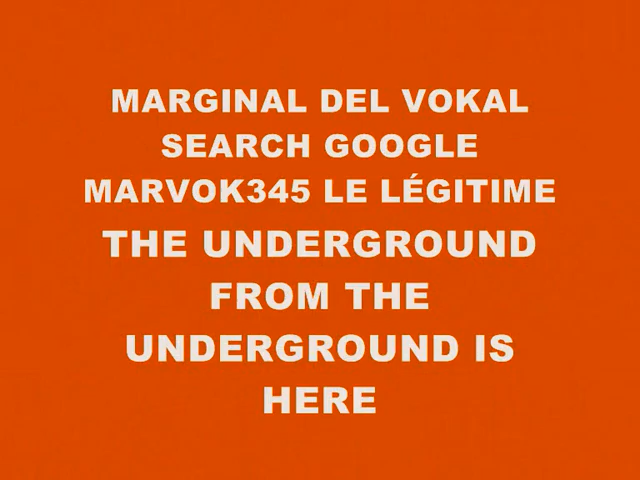 MARGINAL DEL VOKAL
SEARCH GOOGLE
MARVOK345 LE LÉGITIME
THE UNDERGROUND
FROM THE
UNDERGROUND IS
HERE